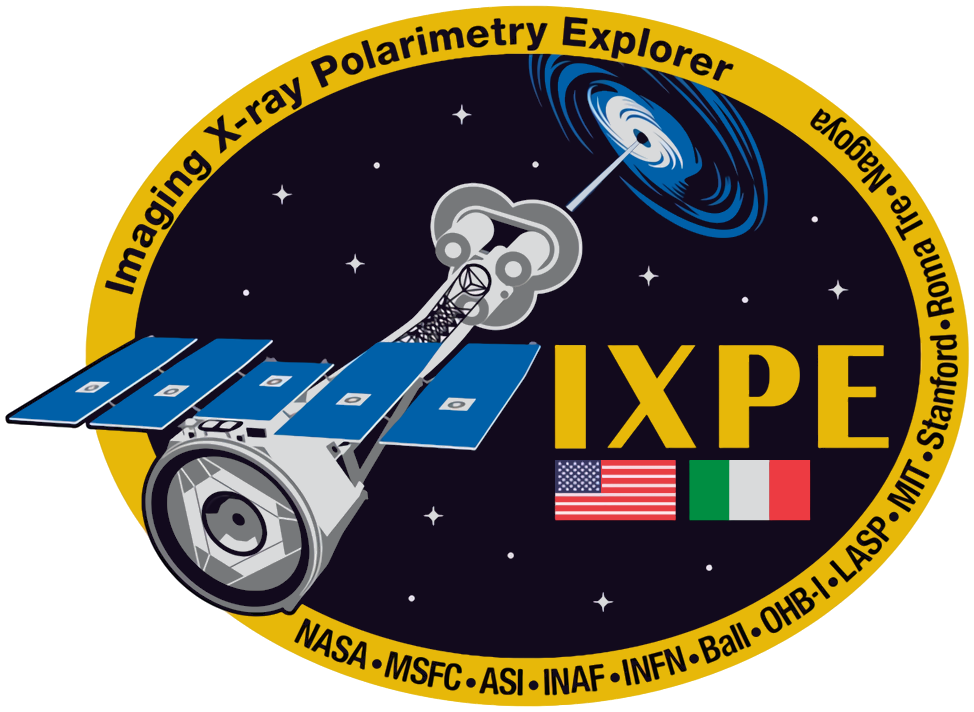 Imaging X-ray Polarimetry Explorer
IXPE
NASA • MSFC • ASI • INAF • INFN • Ball • OHB-I • LASP • MIT • Stanford • Roma Tre • Nagoya